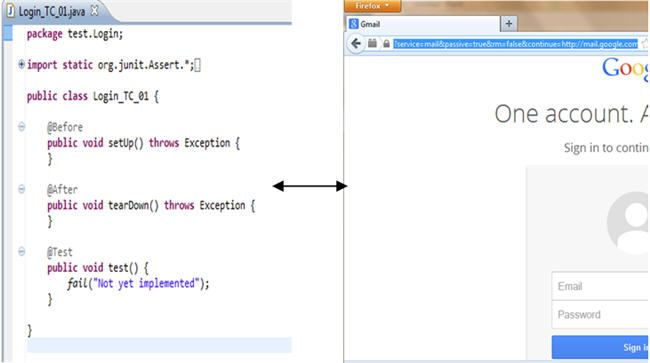 Login_TC_01.java
package test.Login;
import static org.junit.Assert.*;
public class Login_TC_01 {
@Before
public void setUp() throws Exception {
}
@After
public void tearDown() throws Exception {
}
@Test
public void test() {
fail("Not yet implemented");
}
}
Firefox
Gmail
?service=mail&passive=true&rm=false&continue=http://mail.google.com
Goog
One account. A
Sign in to contin
Email
Password
Sign i